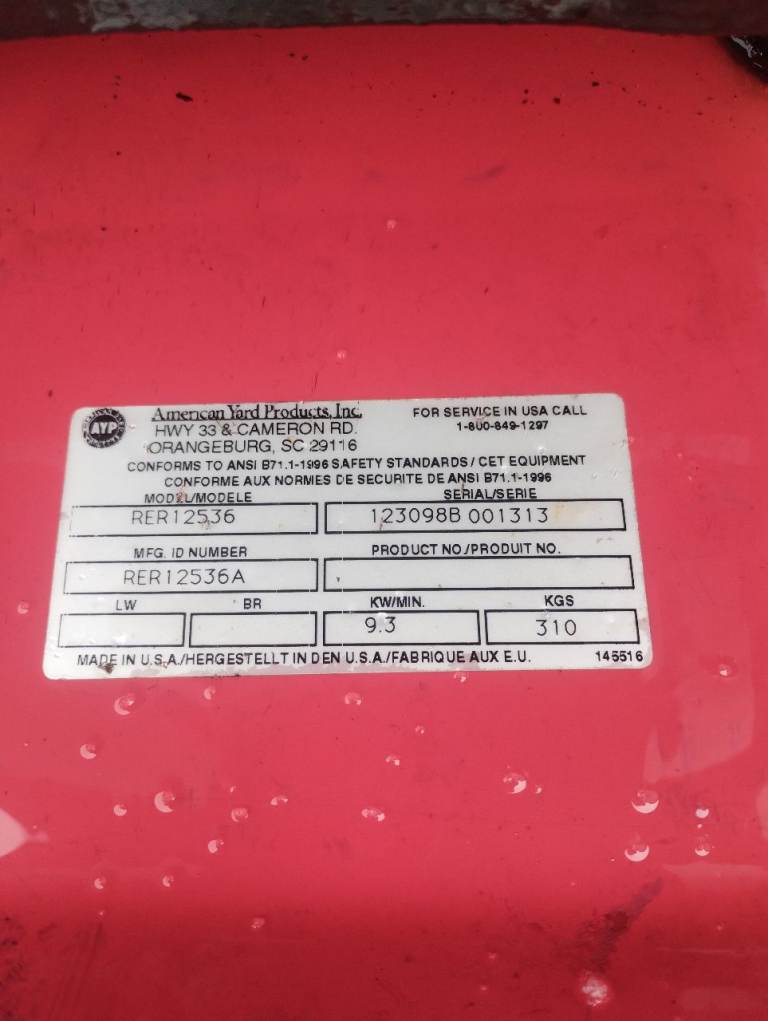 AYP
American Yard Products, Inc.
HWY 33 & CAMERON RD.
ORANGEBURG, SC 29116
FOR SERVICE IN USA CALL
1-800-849-1297
CONFORMS TO ANSI B71.1-1996 SAFETY STANDARDS / CET EQUIPMENT
CONFORME AUX NORMES DE SECURITE DE ANSI B71.1-1996
MODEL/MODELE
RER12536
SERIAL/SERIE
123098B 001313
MFG. ID NUMBER
RER12536A
PRODUCT NO./PRODUIT NO.
LW
BR
KW/MIN.
9.3
KGS
310
MADE IN U.S.A./HERGESTELLT IN DEN U.S.A./FABRIQUE AUX E.U.
145516